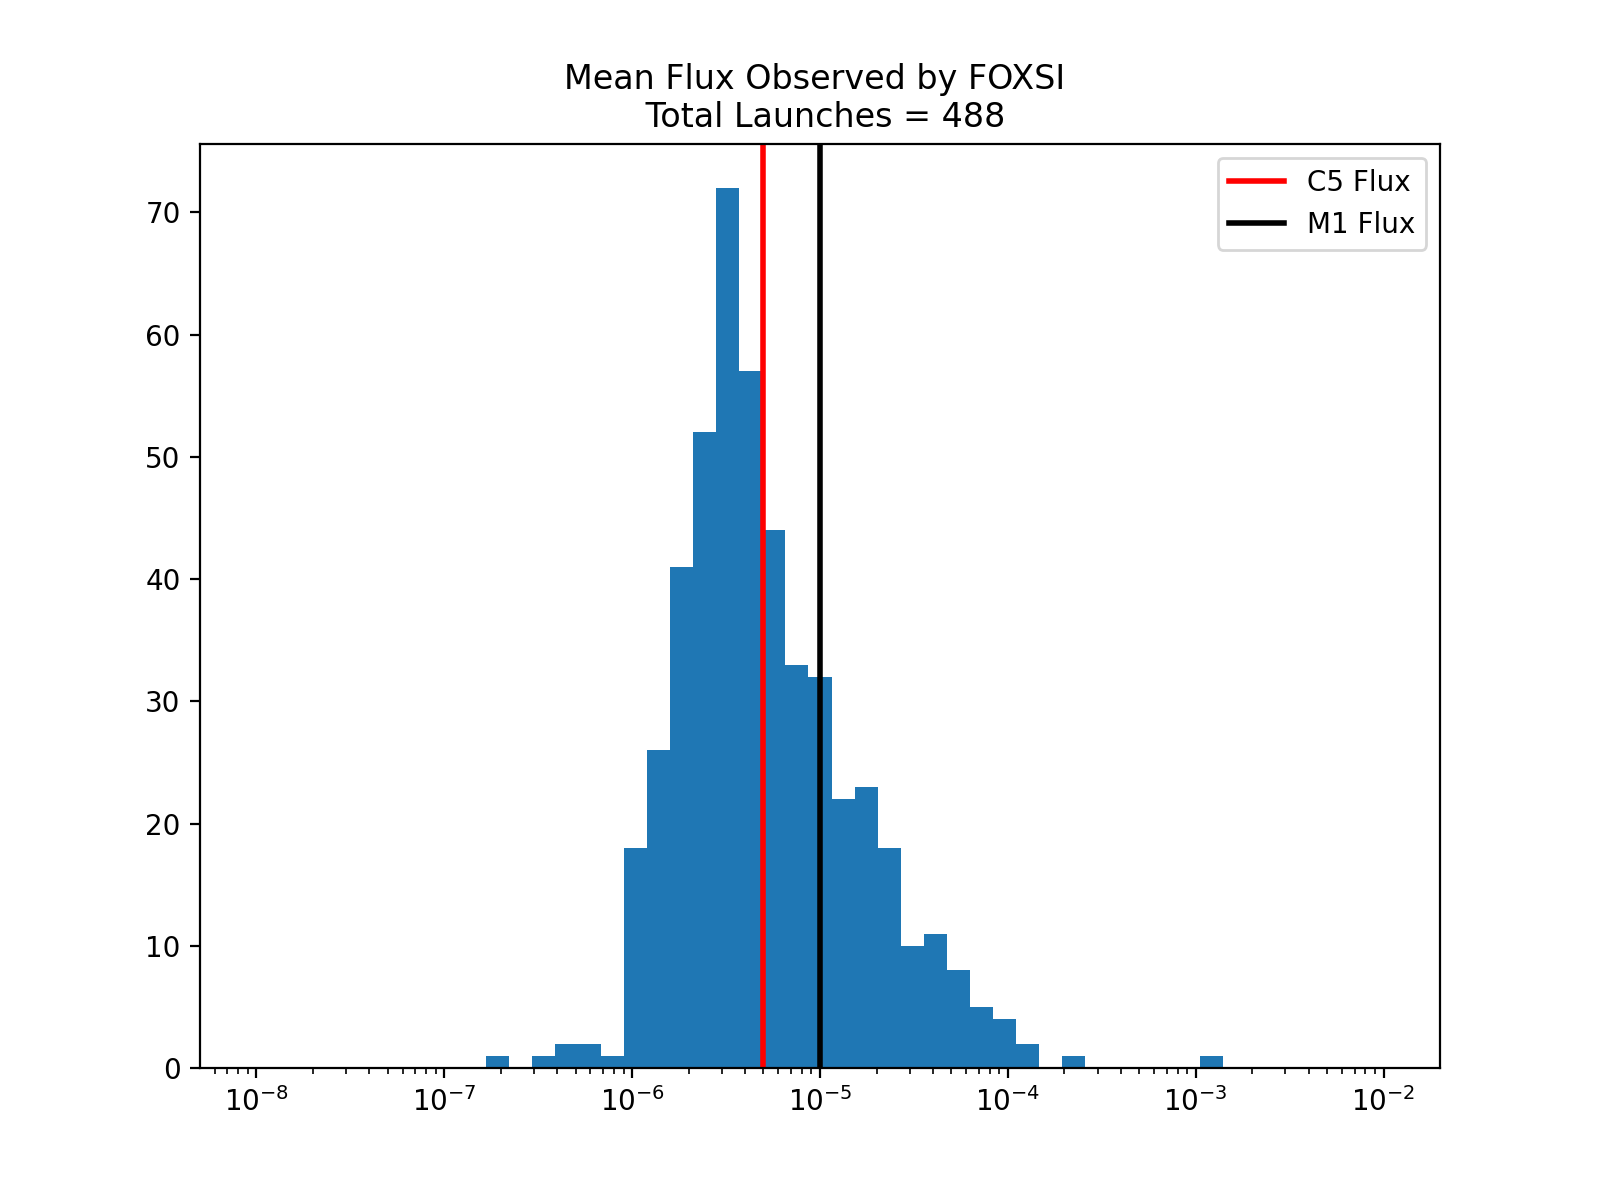 Mean Flux Observed by FOXSI
Total Launches = 488
C5 Flux
M1 Flux
70
60
50
40
30
20
10
0
10⁻⁸ 10⁻⁷ 10⁻⁶ 10⁻⁵ 10⁻⁴ 10⁻³ 10⁻²